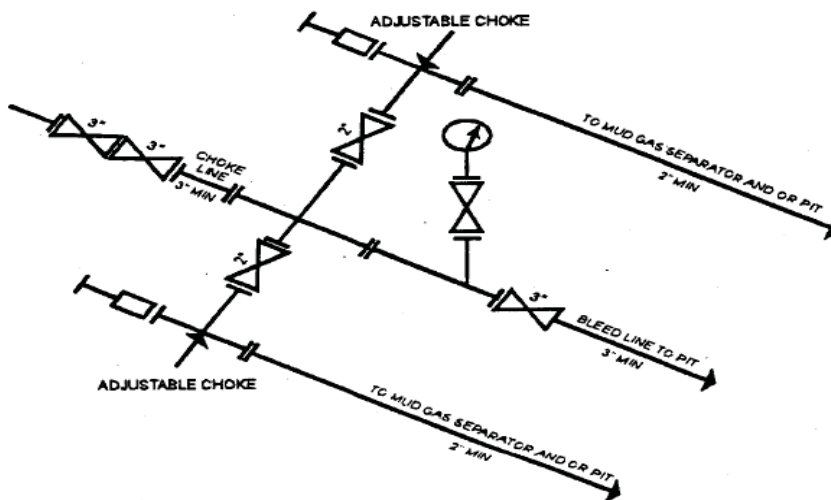 ADJUSTABLE CHOKE
TO MUD GAS SEPARATOR AND OR PIT
2" MIN
3"
3"
CHOKE
LINE
3" MIN
2"
2"
3"
BLEED LINE TO PIT
3" MIN
ADJUSTABLE CHOKE
TO MUD GAS SEPARATOR AND OR PIT
2" MIN